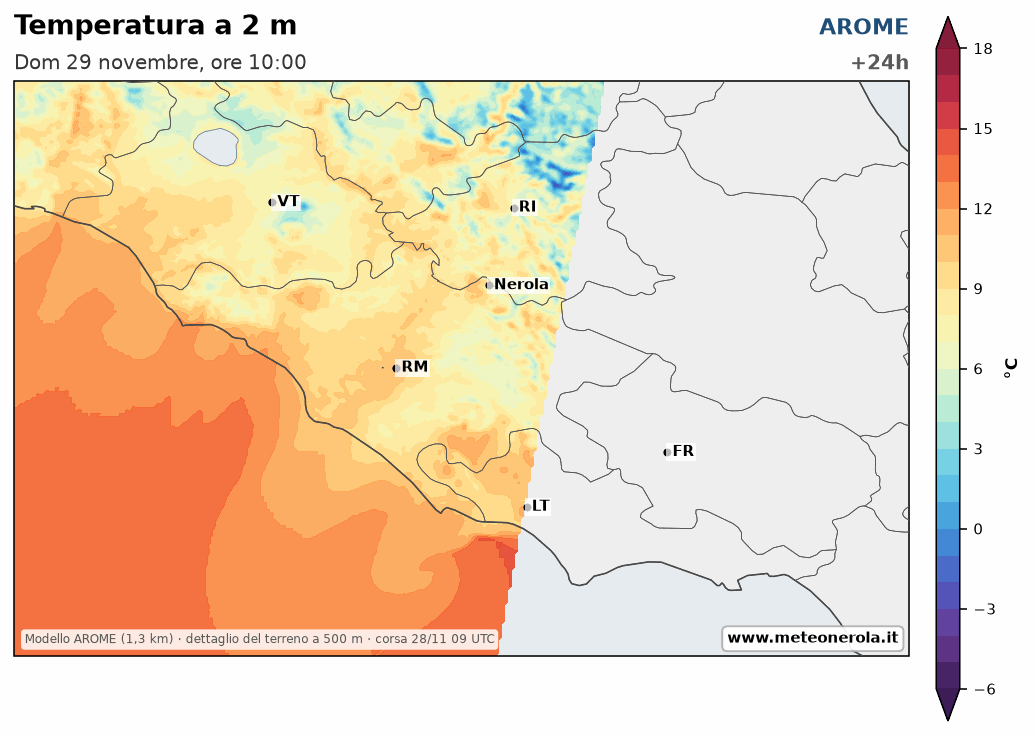 Temperatura a 2 m
AROME
Dom 29 novembre, ore 10:00
+24h
VT
RI
Nerola
RM
FR
LT
Modello AROME (1,3 km) · dettaglio del terreno a 500 m · corsa 28/11 09 UTC
www.meteonerola.it
18
15
12
9
6
3
0
−3
−6
°C